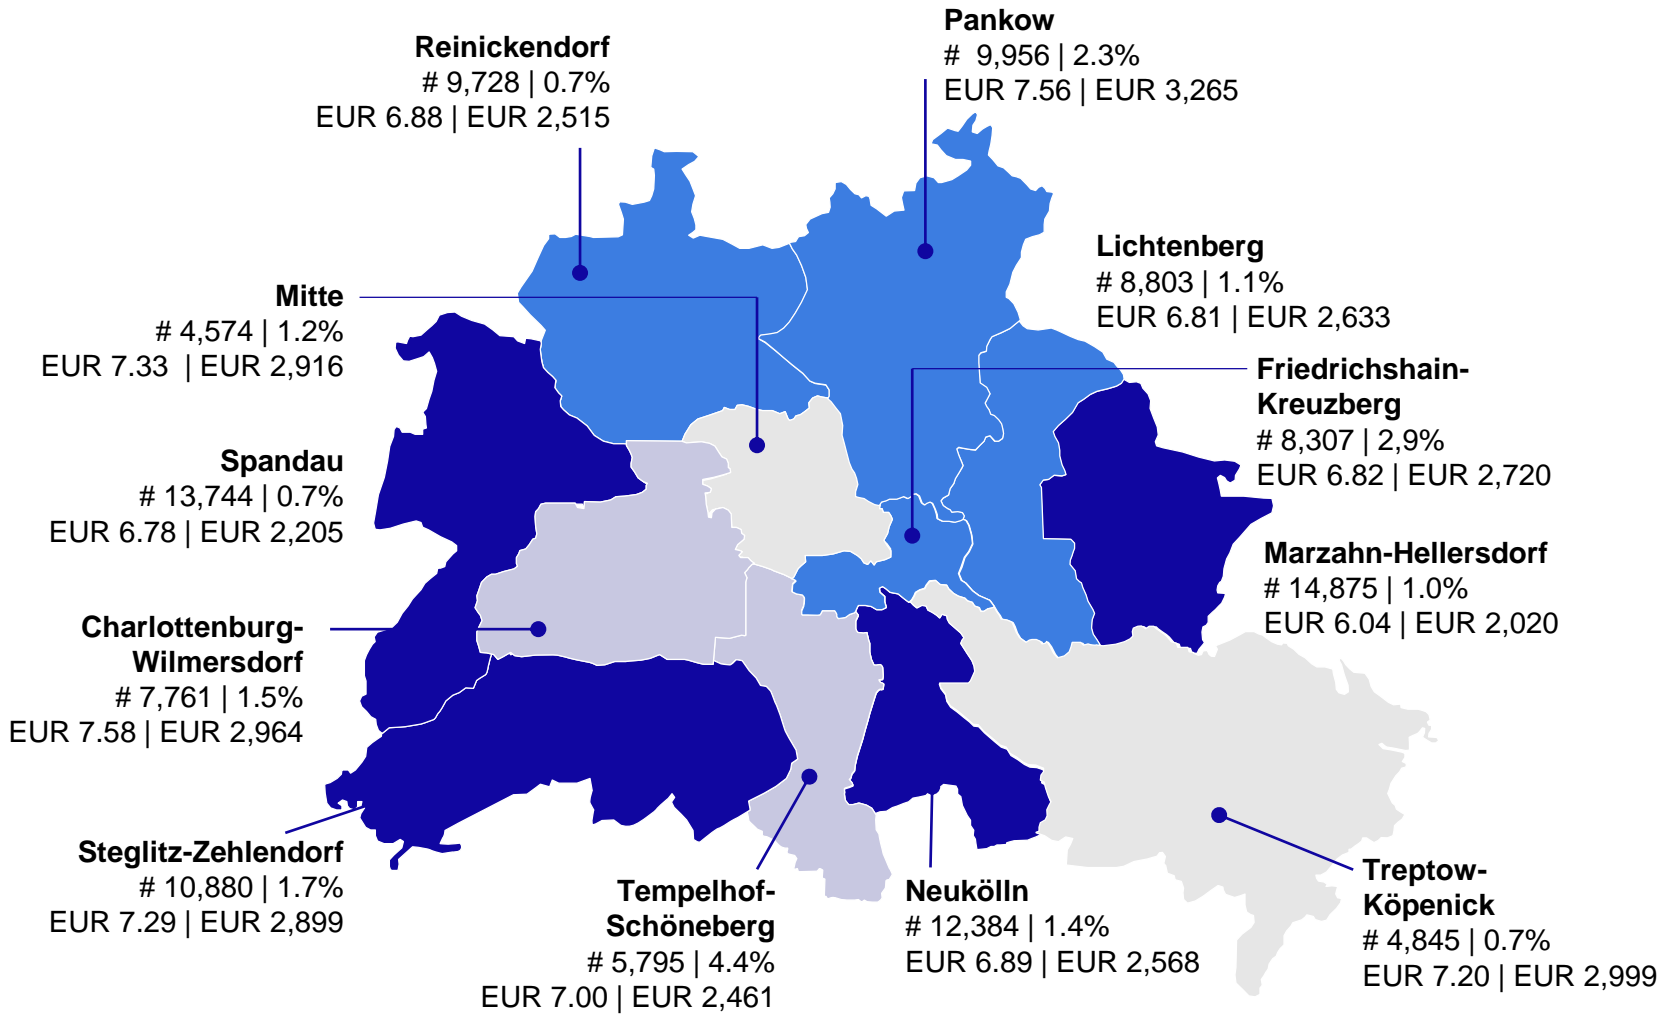 Pankow
# 9,956 | 2.3%
EUR 7.56 | EUR 3,265
Reinickendorf
# 9,728 | 0.7%
EUR 6.88 | EUR 2,515
Lichtenberg
# 8,803 | 1.1%
EUR 6.81 | EUR 2,633
Mitte
# 4,574 | 1.2%
EUR 7.33 | EUR 2,916
Friedrichshain-
Kreuzberg
# 8,307 | 2,9%
EUR 6.82 | EUR 2,720
Spandau
# 13,744 | 0.7%
EUR 6.78 | EUR 2,205
Marzahn-Hellersdorf
# 14,875 | 1.0%
EUR 6.04 | EUR 2,020
Charlottenburg-
Wilmersdorf
# 7,761 | 1.5%
EUR 7.58 | EUR 2,964
Steglitz-Zehlendorf
# 10,880 | 1.7%
EUR 7.29 | EUR 2,899
Tempelhof-
Schöneberg
# 5,795 | 4.4%
EUR 7.00 | EUR 2,461
Neukölln
# 12,384 | 1.4%
EUR 6.89 | EUR 2,568
Treptow-
Köpenick
# 4,845 | 0.7%
EUR 7.20 | EUR 2,999